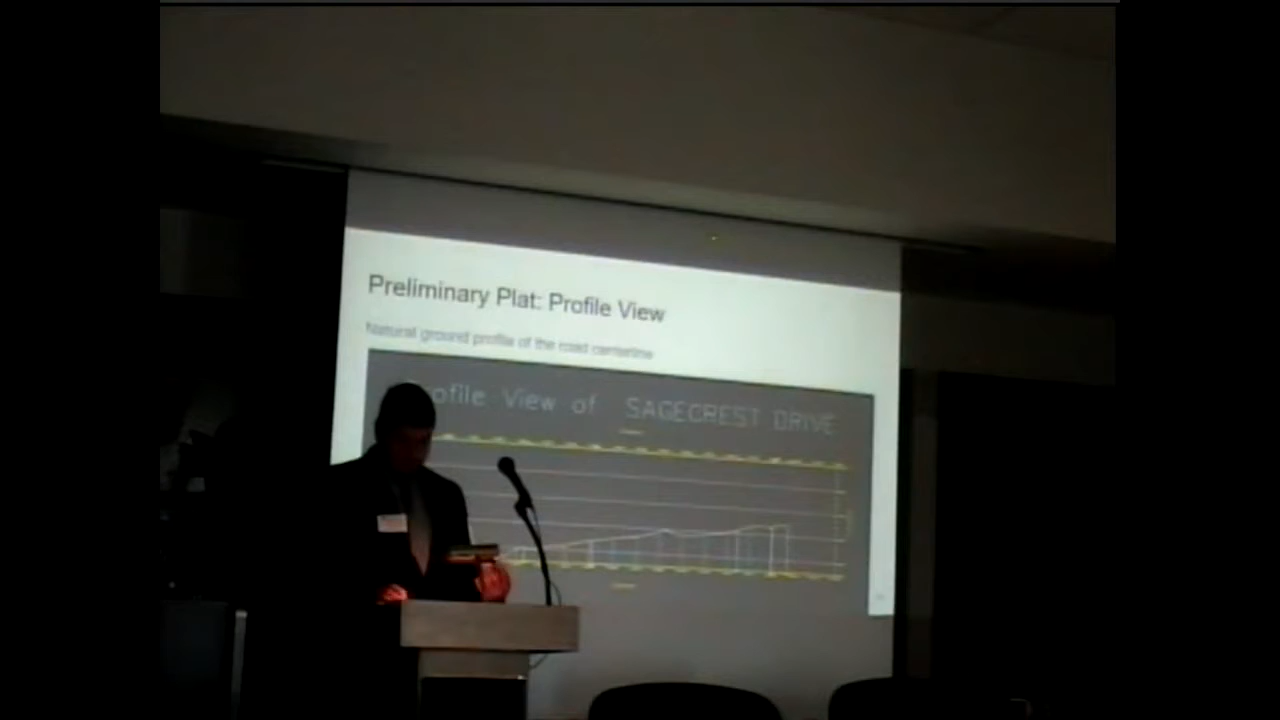 Preliminary Plat: Profile View
Natural ground profile of the road centerline
ofile View of SAGECREST DRIVE